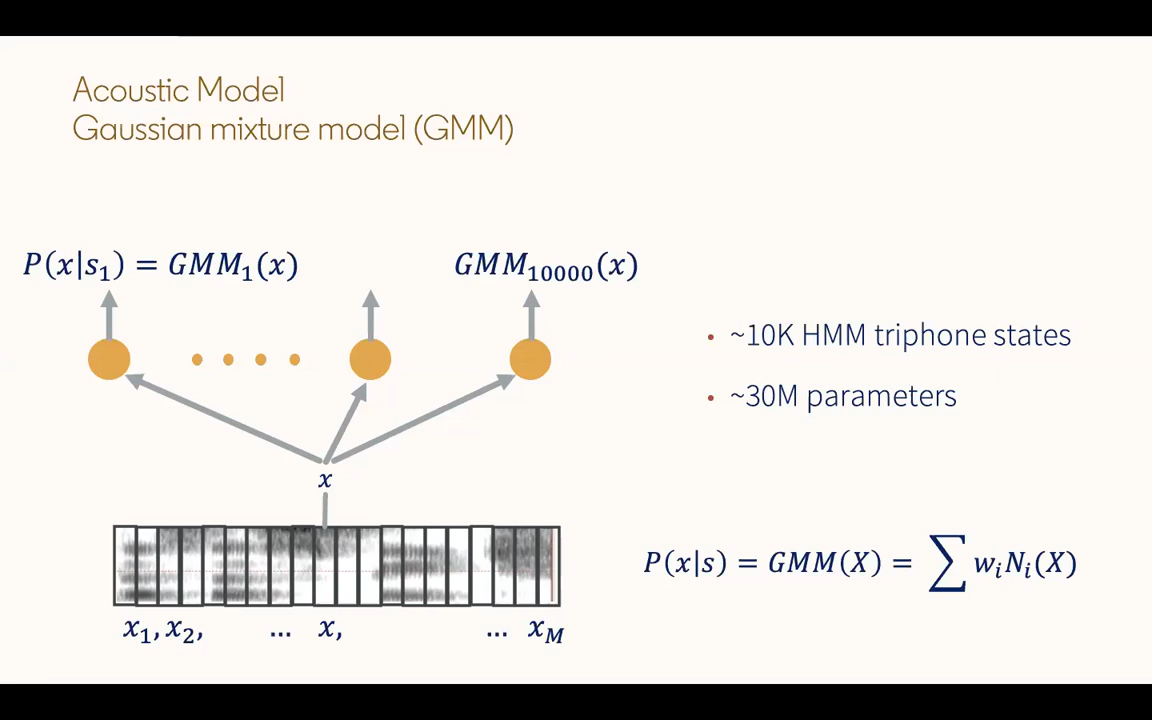 Acoustic Model
Gaussian mixture model (GMM)
P(x|s₁) = GMM₁(x)
GMM₁₀₀₀₀(x)
• ~10K HMM triphone states
• ~30M parameters
x
P(x|s) = GMM(X) = ∑ wᵢNᵢ(X)
x₁, x₂, ... x, ... x_M